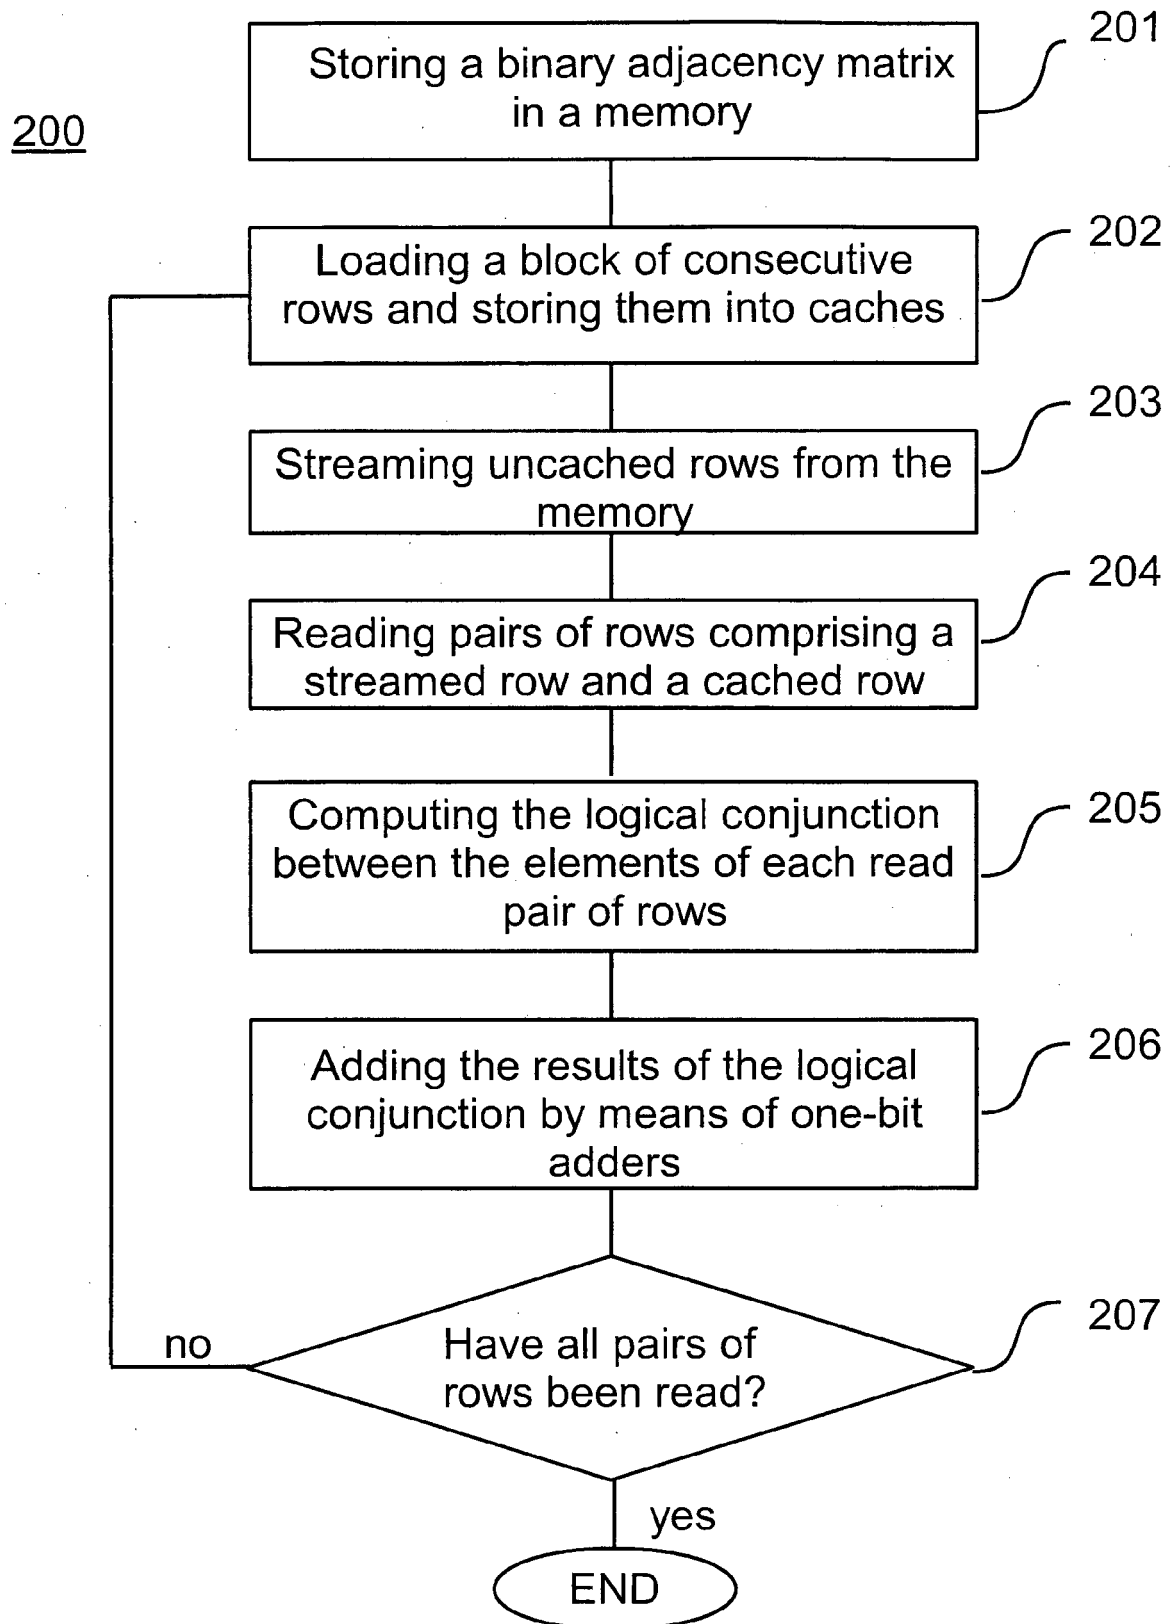 201
Storing a binary adjacency matrix
in a memory
200
202
Loading a block of consecutive
rows and storing them into caches
203
Streaming uncached rows from the
memory
204
Reading pairs of rows comprising a
streamed row and a cached row
205
Computing the logical conjunction
between the elements of each read
pair of rows
206
Adding the results of the logical
conjunction by means of one-bit
adders
207
no
Have all pairs of
rows been read?
yes
END